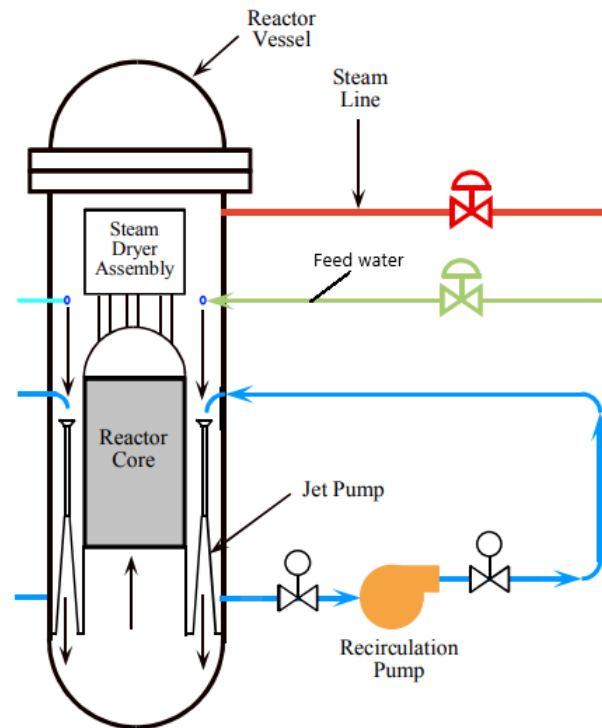 Reactor
Vessel
Steam
Line
Steam
Dryer
Assembly
Feed water
Reactor
Core
Jet Pump
Recirculation
Pump